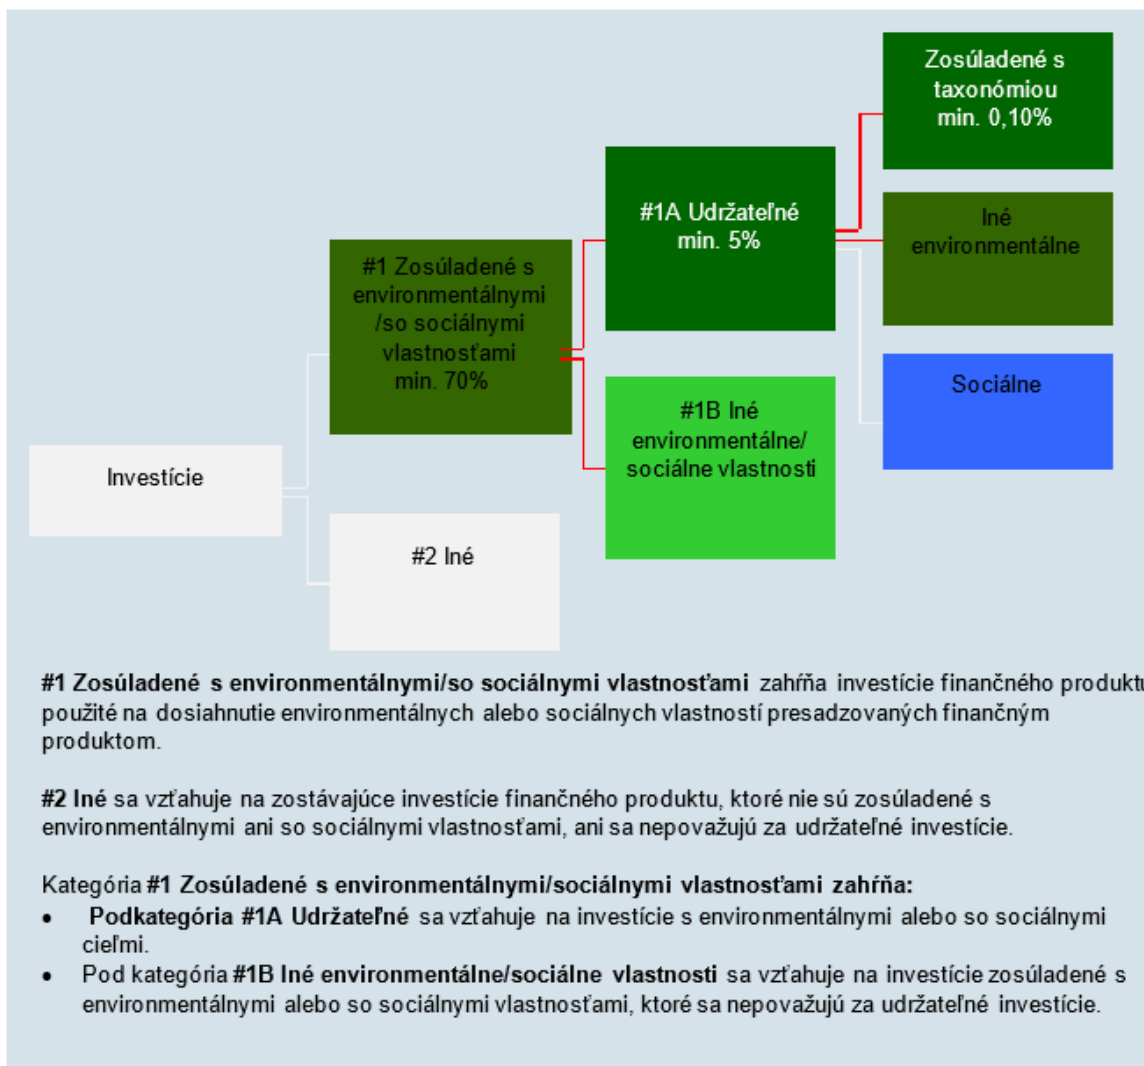 Zosúladené s
taxonómiou
min. 0,10%
#1A Udržateľné
min. 5%
Iné
environmentálne
#1 Zosúladené s
environmentálnymi
/so sociálnymi
vlastnosťami
min. 70%
Sociálne
#1B Iné
environmentálne/
sociálne vlastnosti
Investície
#2 Iné
#1 Zosúladené s environmentálnymi/so sociálnymi vlastnosťami zahŕňa investície finančného produktu
použité na dosiahnutie environmentálnych alebo sociálnych vlastností presadzovaných finančným
produktom.
#2 Iné sa vzťahuje na zostávajúce investície finančného produktu, ktoré nie sú zosúladené s
environmentálnymi ani so sociálnymi vlastnosťami, ani sa nepovažujú za udržateľné investície.
Kategória #1 Zosúladené s environmentálnymi/sociálnymi vlastnosťami zahŕňa:
• Podkategória #1A Udržateľné sa vzťahuje na investície s environmentálnymi alebo so sociálnymi
cieľmi.
• Pod kategória #1B Iné environmentálne/sociálne vlastnosti sa vzťahuje na investície zosúladené s
environmentálnymi alebo so sociálnymi vlastnosťami, ktoré sa nepovažujú za udržateľné investície.